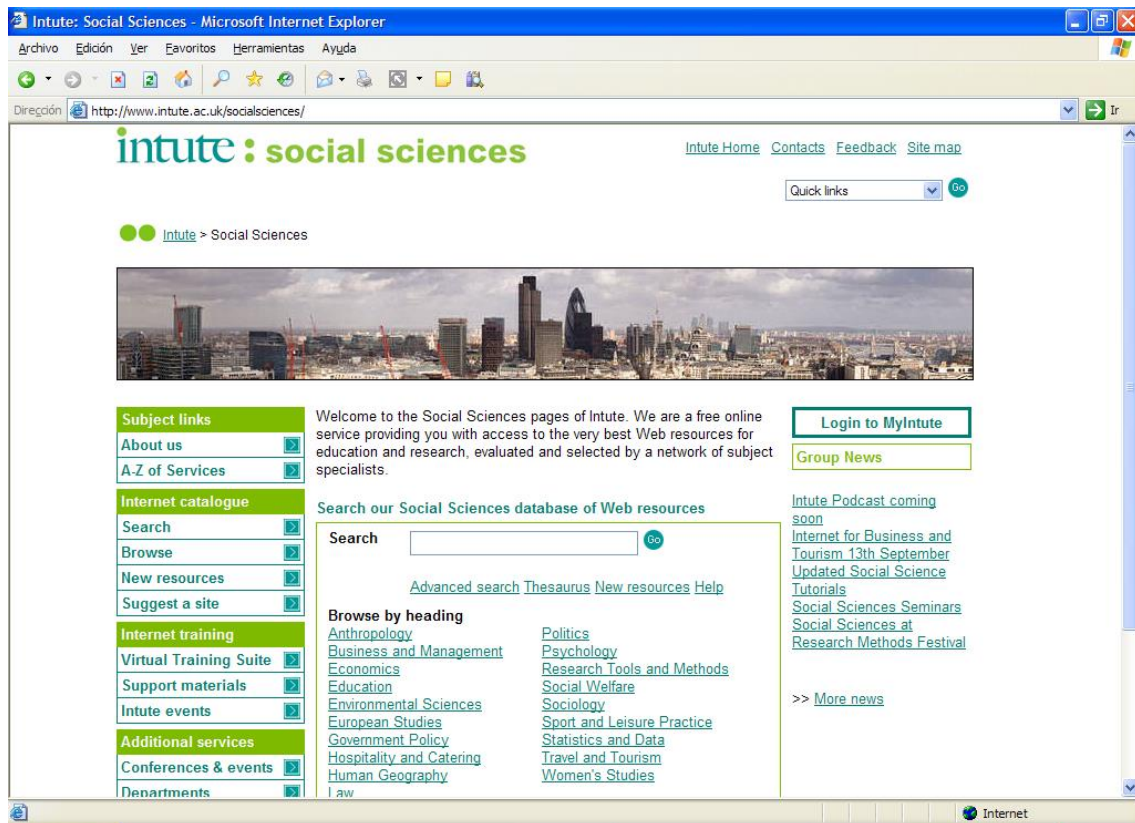 Intute: Social Sciences - Microsoft Internet Explorer
Archivo Edición Ver Favoritos Herramientas Ayuda
Dirección http://www.intute.ac.uk/socialsciences/ Ir
intute: social sciences
Intute Home Contacts Feedback Site map
Quick links Go
Intute > Social Sciences
Subject links
About us
A-Z of Services
Internet catalogue
Search
Browse
New resources
Suggest a site
Internet training
Virtual Training Suite
Support materials
Intute events
Additional services
Conferences & events
Departments
Welcome to the Social Sciences pages of Intute. We are a free online
service providing you with access to the very best Web resources for
education and research, evaluated and selected by a network of subject
specialists.
Search our Social Sciences database of Web resources
Search Go
Advanced search Thesaurus New resources Help
Browse by heading
Anthropology
Business and Management
Economics
Education
Environmental Sciences
European Studies
Government Policy
Hospitality and Catering
Human Geography
Law
Politics
Psychology
Research Tools and Methods
Social Welfare
Sociology
Sport and Leisure Practice
Statistics and Data
Travel and Tourism
Women's Studies
Login to MyIntute
Group News
Intute Podcast coming
soon
Internet for Business and
Tourism 13th September
Updated Social Science
Tutorials
Social Sciences Seminars
Social Sciences at
Research Methods Festival
>> More news
Internet